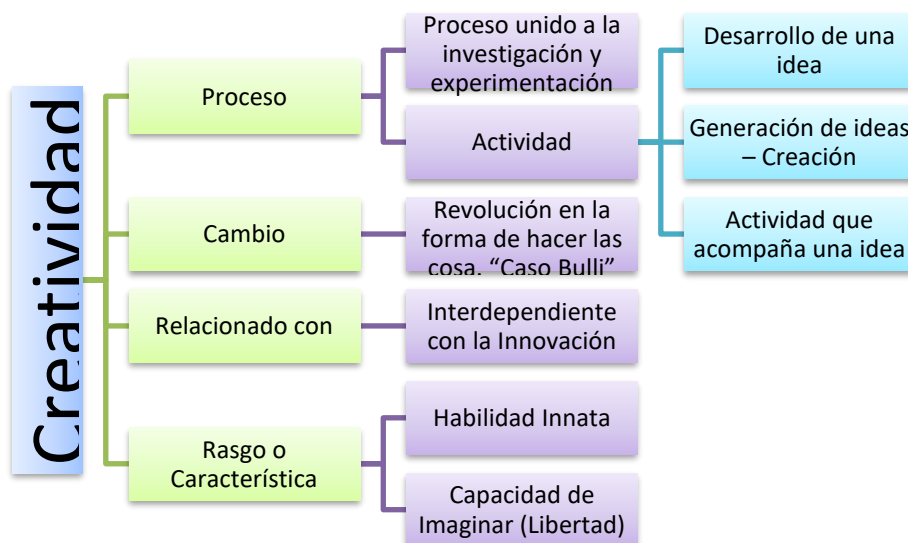 Creatividad
Proceso
Proceso unido a la
investigación y
experimentación
Actividad
Desarrollo de una
idea
Generación de ideas
– Creación
Actividad que
acompaña una idea
Cambio
Revolución en la
forma de hacer las
cosa. “Caso Bulli”
Relacionado con
Interdependiente
con la Innovación
Rasgo o
Característica
Habilidad Innata
Capacidad de
Imaginar (Libertad)